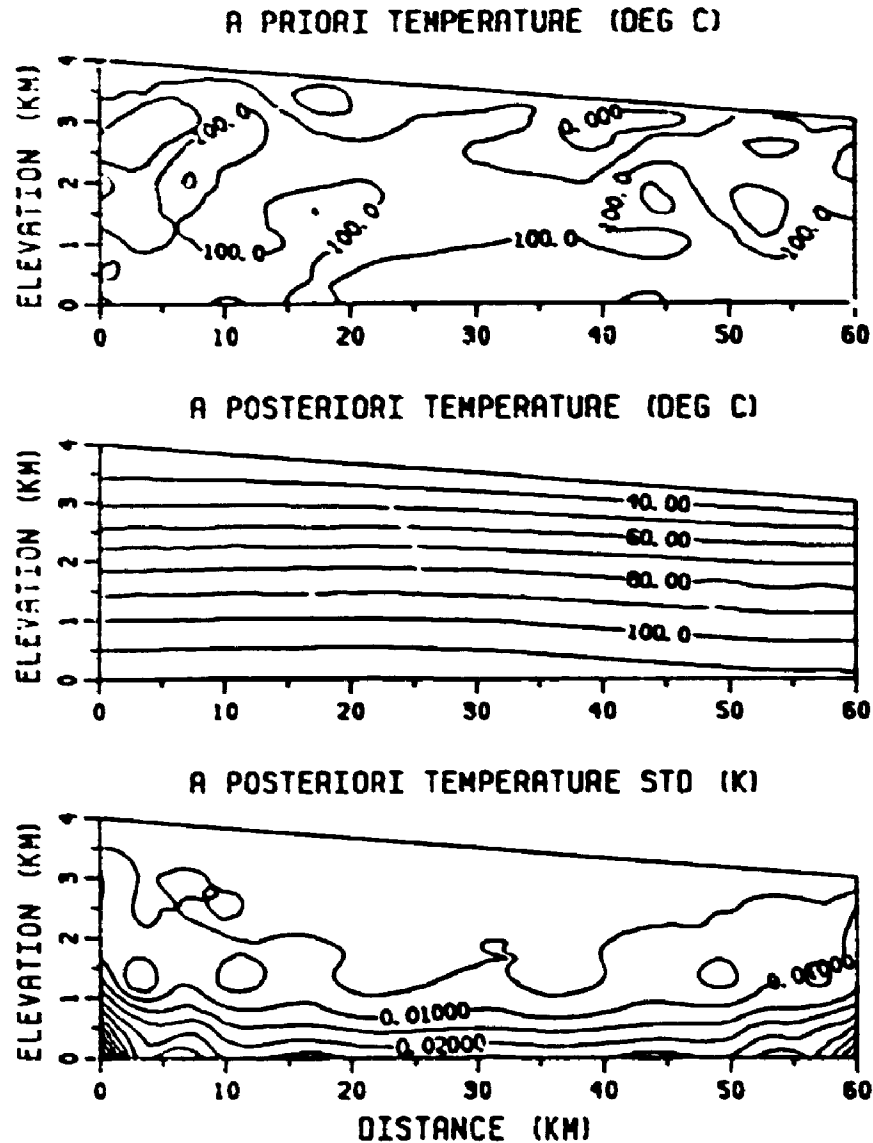 A PRIORI TEMPERATURE (DEG C)
ELEVATION (KM)
4
3
2
1
0
100.0
0.000
100.0
100.0
100.0
100.0
100.0
0 10 20 30 40 50 60
A POSTERIORI TEMPERATURE (DEG C)
ELEVATION (KM)
4
3
2
1
0
40.00
60.00
80.00
100.0
0 10 20 30 40 50 60
A POSTERIORI TEMPERATURE STD (K)
ELEVATION (KM)
4
3
2
1
0
0.01000
0.02000
0 10 20 30 40 50 60
DISTANCE (KM)